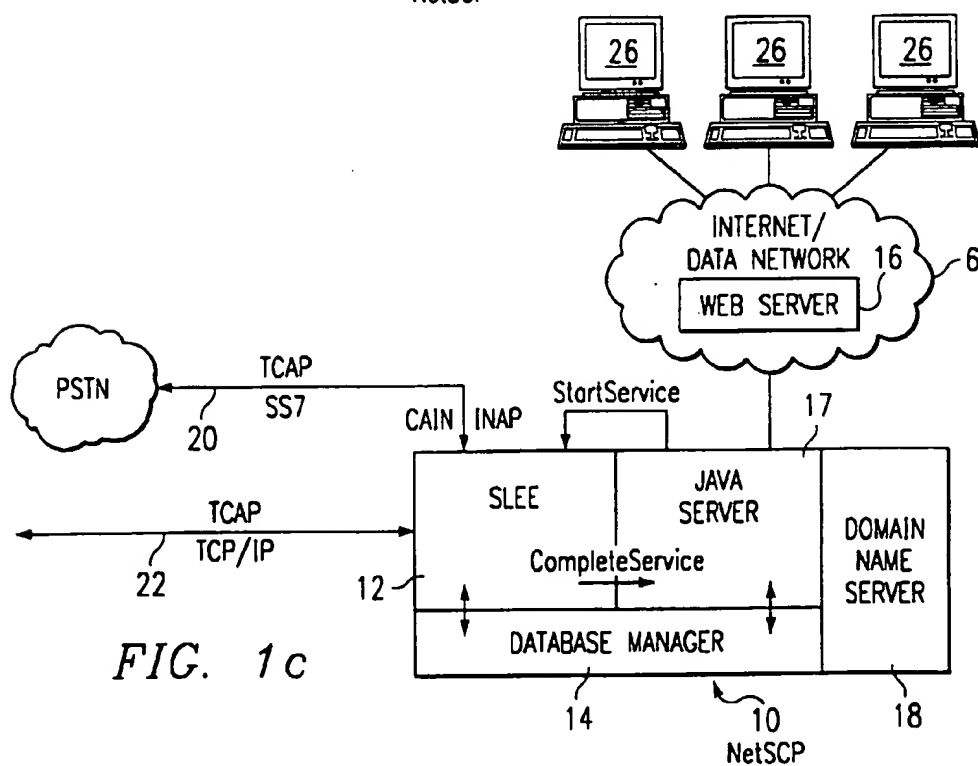 26
26
26
INTERNET/
DATA NETWORK
16
6
WEB SERVER
PSTN
TCAP
20
SS7
CAIN INAP
StartService
17
SLEE
JAVA
SERVER
TCAP
22
TCP/IP
12
CompleteService
DOMAIN
NAME
SERVER
DATABASE MANAGER
FIG. 1c
14
10
18
NetSCP